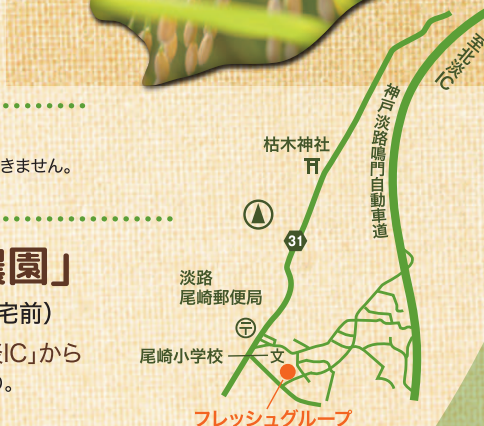 至北淡IC
神戸淡路鳴門自動車道
枯木神社
きません。
31
園」
淡路
尾崎郵便局
宅前）
IC」から
尾崎小学校
文
フレッシュグループ